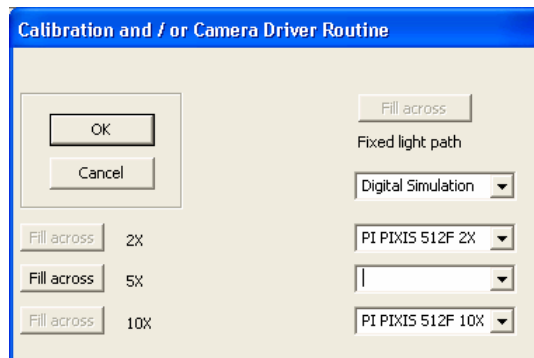 Calibration and / or Camera Driver Routine
Fill across
OK
Fixed light path
Cancel
Digital Simulation
Fill across 2X PI PIXIS 512F 2X
Fill across 5X
Fill across 10X PI PIXIS 512F 10X